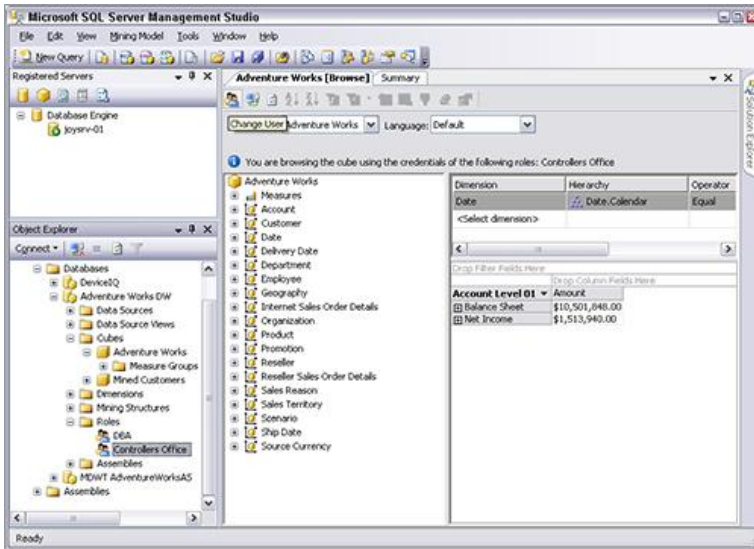 Microsoft SQL Server Management Studio
File Edit View Mining Model Tools Window Help
New Query
Registered Servers
Database Engine
joysrv-01
Object Explorer
Connect
Databases
DeviceIQ
Adventure Works DW
Data Sources
Data Source Views
Cubes
Adventure Works
Measure Groups
Mined Customers
Dimensions
Mining Structures
Roles
DBA
Controllers Office
Assemblies
MDWT AdventureWorksAS
Assemblies
Adventure Works [Browse] Summary
Change User Adventure Works Language: Default
You are browsing the cube using the credentials of the following roles: Controllers Office
Adventure Works
Measures
Account
Customer
Date
Delivery Date
Department
Employee
Geography
Internet Sales Order Details
Organization
Product
Promotion
Reseller
Reseller Sales Order Details
Sales Reason
Sales Territory
Scenario
Ship Date
Source Currency
Dimension Hierarchy Operator
Date Date.Calendar Equal
<Select dimension>
Drop Filter Fields Here
Drop Column Fields Here
Account Level 01 Amount
Balance Sheet $10,501,848.00
Net Income $1,513,940.00
Solution Explorer
Ready